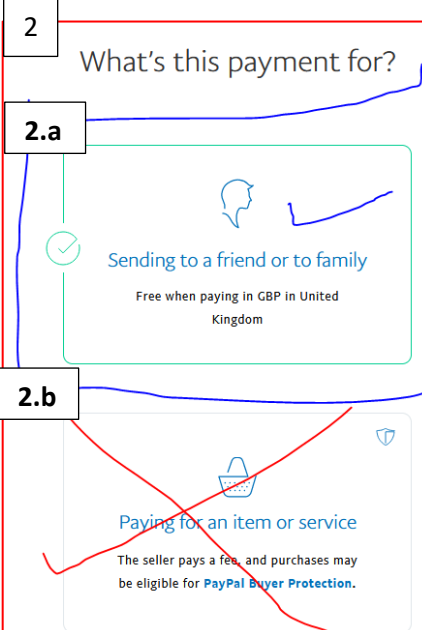 2
What's this payment for?
2.a
Sending to a friend or to family
Free when paying in GBP in United
Kingdom
2.b
Paying for an item or service
The seller pays a fee, and purchases may
be eligible for PayPal Buyer Protection.